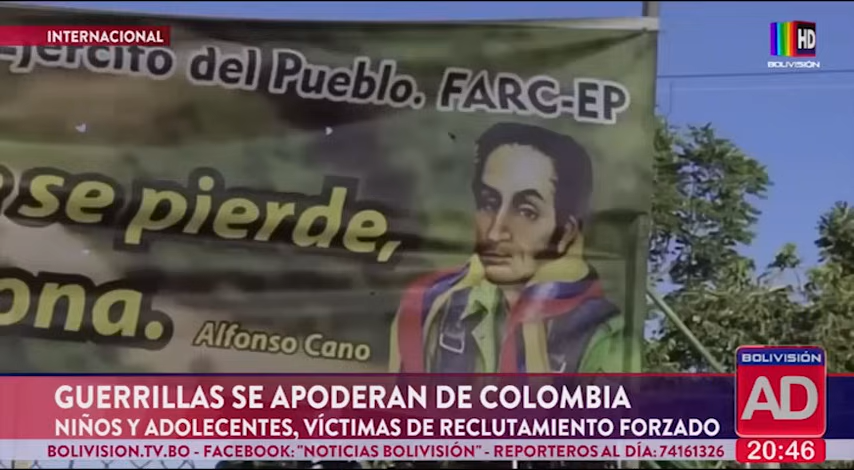 INTERNACIONAL
HD
BOLIVISIÓN
Ejército del Pueblo. FARC-EP
se pierde,
ona.
Alfonso Cano
GUERRILLAS SE APODERAN DE COLOMBIA
NIÑOS Y ADOLECENTES, VÍCTIMAS DE RECLUTAMIENTO FORZADO
BOLIVISIÓN
AD
BOLIVISION.TV.BO - FACEBOOK: "NOTICIAS BOLIVISIÓN" - REPORTEROS AL DÍA: 74161326
20:46